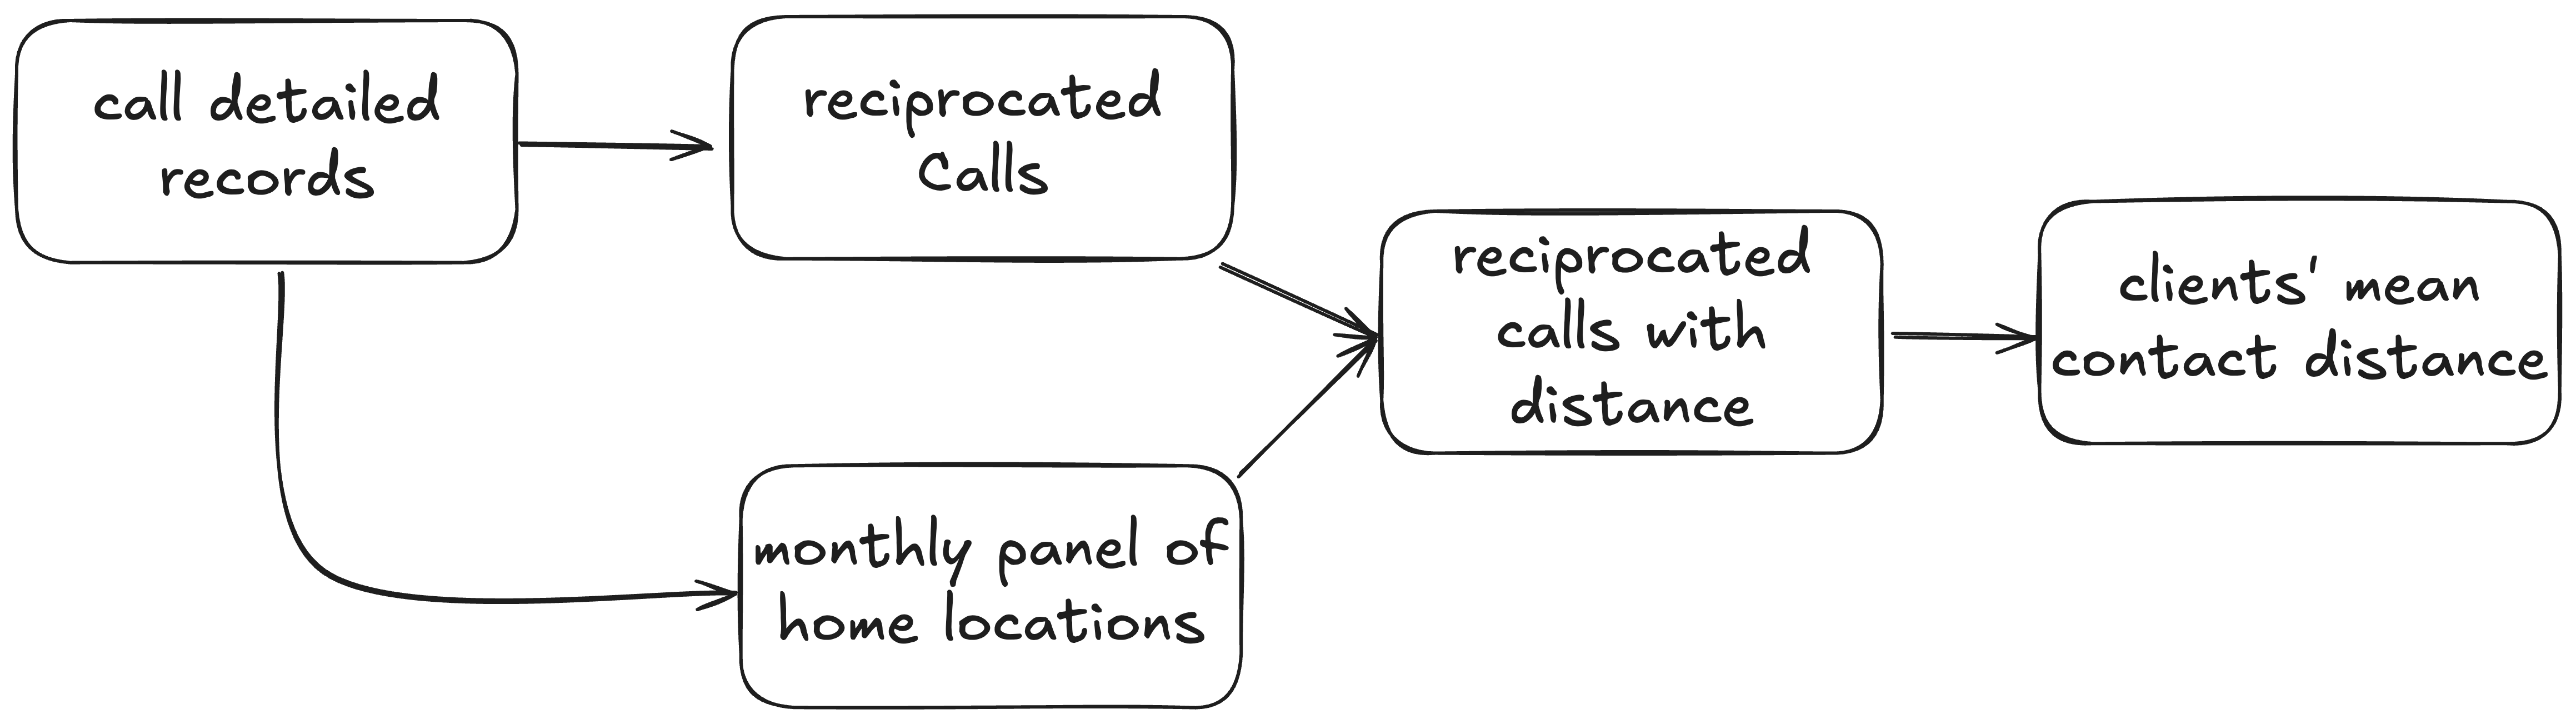 call detailed
records
reciprocated
Calls
reciprocated
calls with
distance
clients' mean
contact distance
monthly panel of
home locations